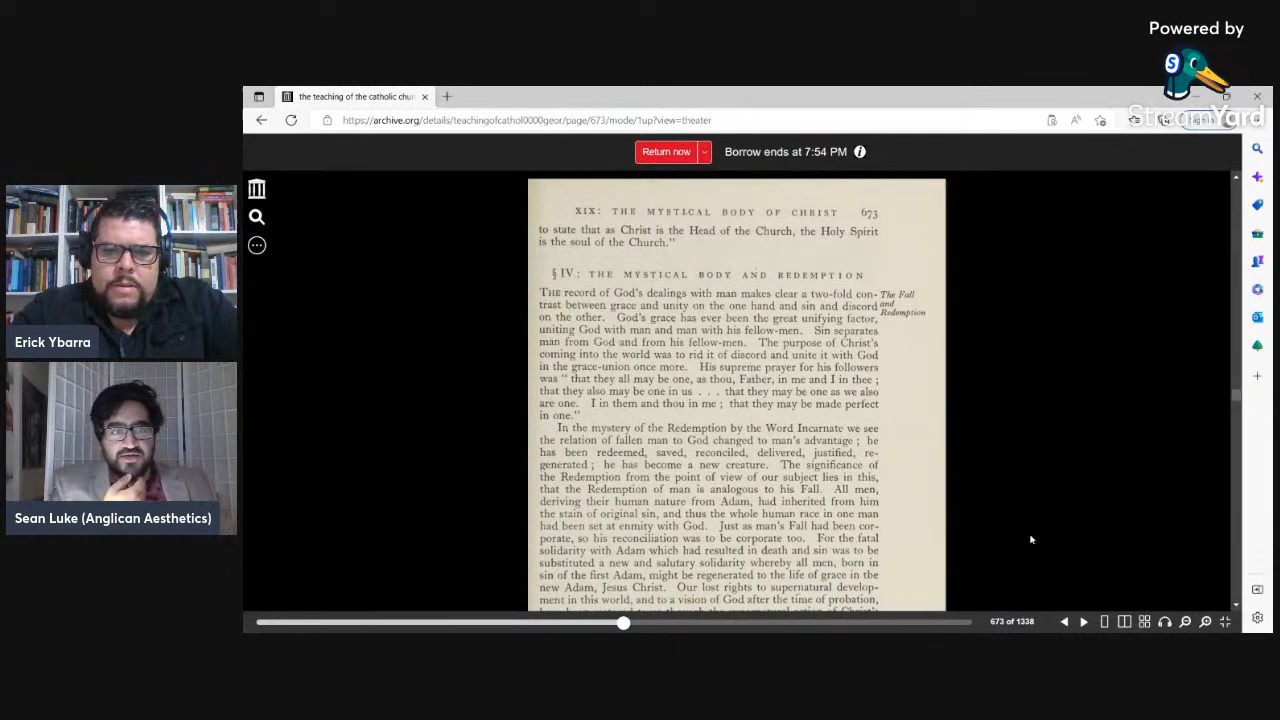 Powered by
S
StreamYard
the teaching of the catholic chur
https://archive.org/details/teachingofcathol0000geor/page/673/mode/1up?view=theater
Return now
Borrow ends at 7:54 PM
XIX: THE MYSTICAL BODY OF CHRIST 673
to state that as Christ is the Head of the Church, the Holy Spirit
is the soul of the Church."
§ IV: THE MYSTICAL BODY AND REDEMPTION
THE record of God's dealings with man makes clear a two-fold con-
trast between grace and unity on the one hand and sin and discord
on the other. God's grace has ever been the great unifying factor,
uniting God with man and man with his fellow-men. Sin separates
man from God and from his fellow-men. The purpose of Christ's
coming into the world was to rid it of discord and unite it with God
in the grace-union once more. His supreme prayer for his followers
was " that they all may be one, as thou, Father, in me and I in thee ;
that they also may be one in us . . . that they may be one as we also
are one. I in them and thou in me ; that they may be made perfect
in one."
The Fall
and
Redemption
In the mystery of the Redemption by the Word Incarnate we see
the relation of fallen man to God changed to man's advantage ; he
has been redeemed, saved, reconciled, delivered, justified, re-
generated ; he has become a new creature. The significance of
the Redemption from the point of view of our subject lies in this,
that the Redemption of man is analogous to his Fall. All men,
deriving their human nature from Adam, had inherited from him
the stain of original sin, and thus the whole human race in one man
had been set at enmity with God. Just as man's Fall had been cor-
porate, so his reconciliation was to be corporate too. For the fatal
solidarity with Adam which had resulted in death and sin was to be
substituted a new and salutary solidarity whereby all men, born in
sin of the first Adam, might be regenerated to the life of grace in the
new Adam, Jesus Christ. Our lost rights to supernatural develop-
ment in this world, and to a vision of God after the time of probation,
673 of 1338
Erick Ybarra
Sean Luke (Anglican Aesthetics)